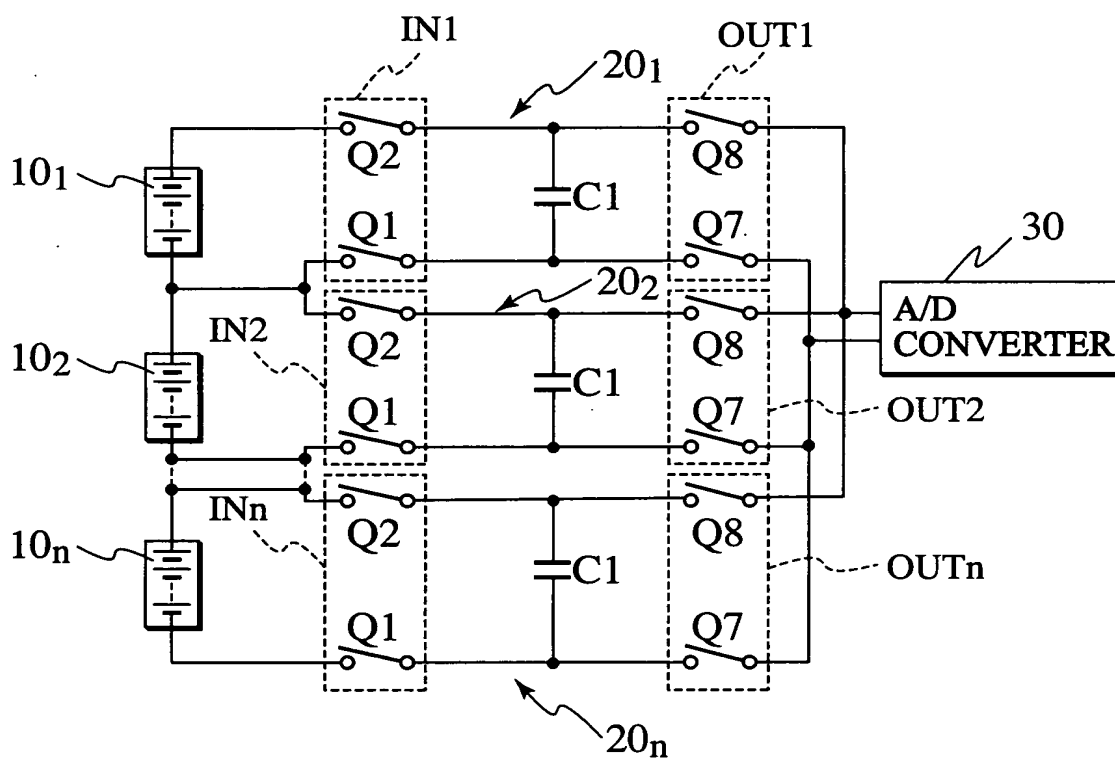 IN1
OUT1
20₁
10₁
Q2
Q8
C1
Q1
Q7
30
20₂
A/D
CONVERTER
IN2
10₂
Q2
Q8
C1
Q1
Q7
OUT2
INn
10ₙ
Q2
Q8
C1
OUTn
Q1
Q7
20ₙ